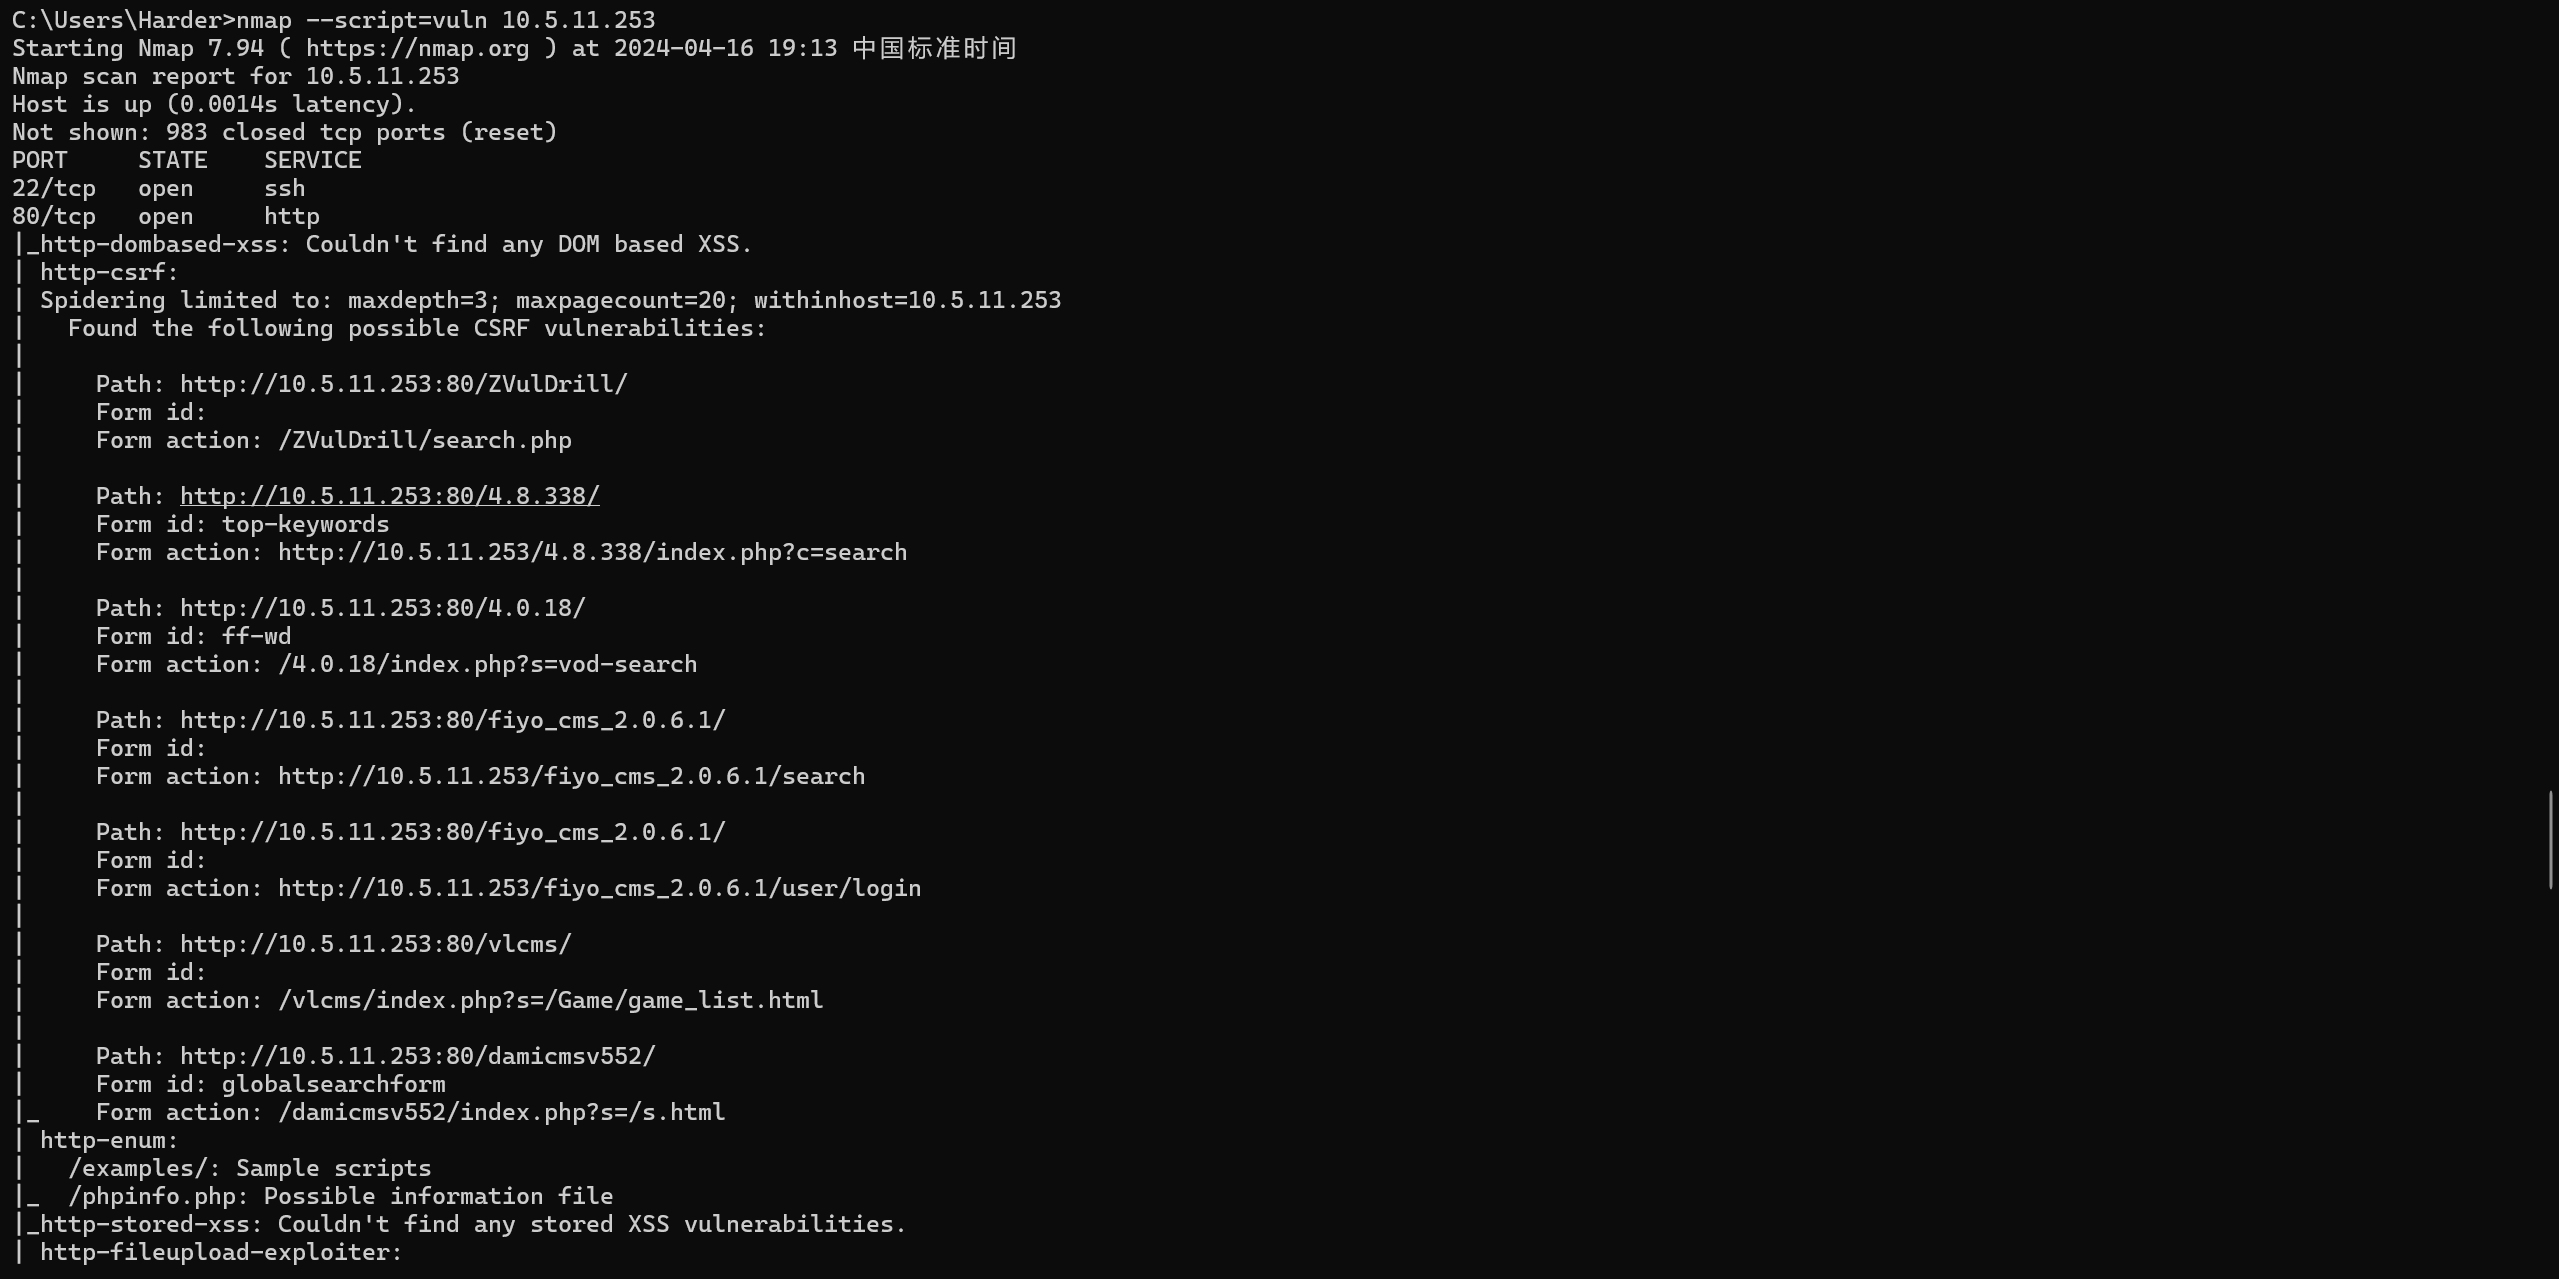 C:\Users\Harder>nmap --script=vuln 10.5.11.253
Starting Nmap 7.94 ( https://nmap.org ) at 2024-04-16 19:13 中国标准时间
Nmap scan report for 10.5.11.253
Host is up (0.0014s latency).
Not shown: 983 closed tcp ports (reset)
PORT     STATE    SERVICE
22/tcp   open     ssh
80/tcp   open     http
|_http-dombased-xss: Couldn't find any DOM based XSS.
| http-csrf:
| Spidering limited to: maxdepth=3; maxpagecount=20; withinhost=10.5.11.253
|   Found the following possible CSRF vulnerabilities:
|
|     Path: http://10.5.11.253:80/ZVulDrill/
|     Form id:
|     Form action: /ZVulDrill/search.php
|
|     Path: http://10.5.11.253:80/4.8.338/
|     Form id: top-keywords
|     Form action: http://10.5.11.253/4.8.338/index.php?c=search
|
|     Path: http://10.5.11.253:80/4.0.18/
|     Form id: ff-wd
|     Form action: /4.0.18/index.php?s=vod-search
|
|     Path: http://10.5.11.253:80/fiyo_cms_2.0.6.1/
|     Form id:
|     Form action: http://10.5.11.253/fiyo_cms_2.0.6.1/search
|
|     Path: http://10.5.11.253:80/fiyo_cms_2.0.6.1/
|     Form id:
|     Form action: http://10.5.11.253/fiyo_cms_2.0.6.1/user/login
|
|     Path: http://10.5.11.253:80/vlcms/
|     Form id:
|     Form action: /vlcms/index.php?s=/Game/game_list.html
|
|     Path: http://10.5.11.253:80/damicmsv552/
|     Form id: globalsearchform
|_    Form action: /damicmsv552/index.php?s=/s.html
| http-enum:
|   /examples/: Sample scripts
|_  /phpinfo.php: Possible information file
|_http-stored-xss: Couldn't find any stored XSS vulnerabilities.
| http-fileupload-exploiter: